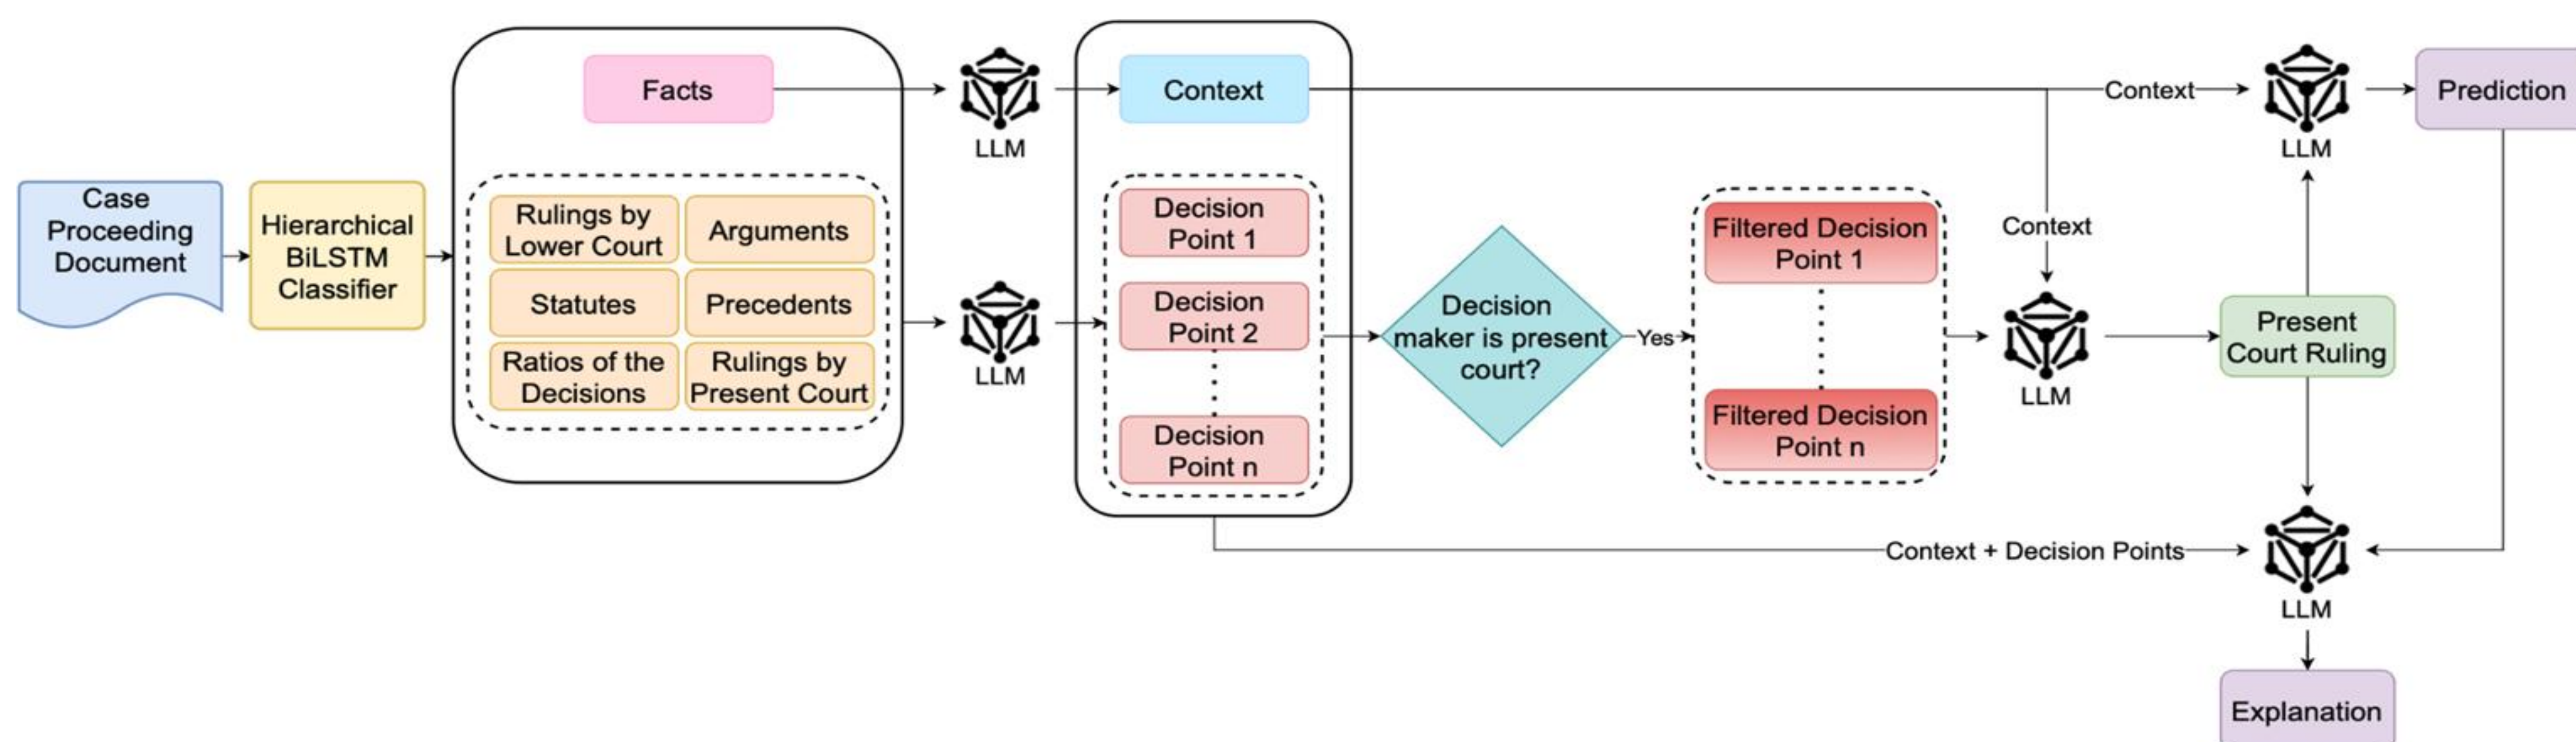 Case
Proceeding
Document
Hierarchical
BiLSTM
Classifier
Facts
Rulings by
Lower Court
Arguments
Statutes
Precedents
Ratios of the
Decisions
Rulings by
Present Court
LLM
LLM
Context
Decision
Point 1
Decision
Point 2
Decision
Point n
Decision
maker is present
court?
Yes
Filtered Decision
Point 1
Filtered Decision
Point n
Context
LLM
Context
LLM
Prediction
Present
Court Ruling
Context + Decision Points
LLM
Explanation